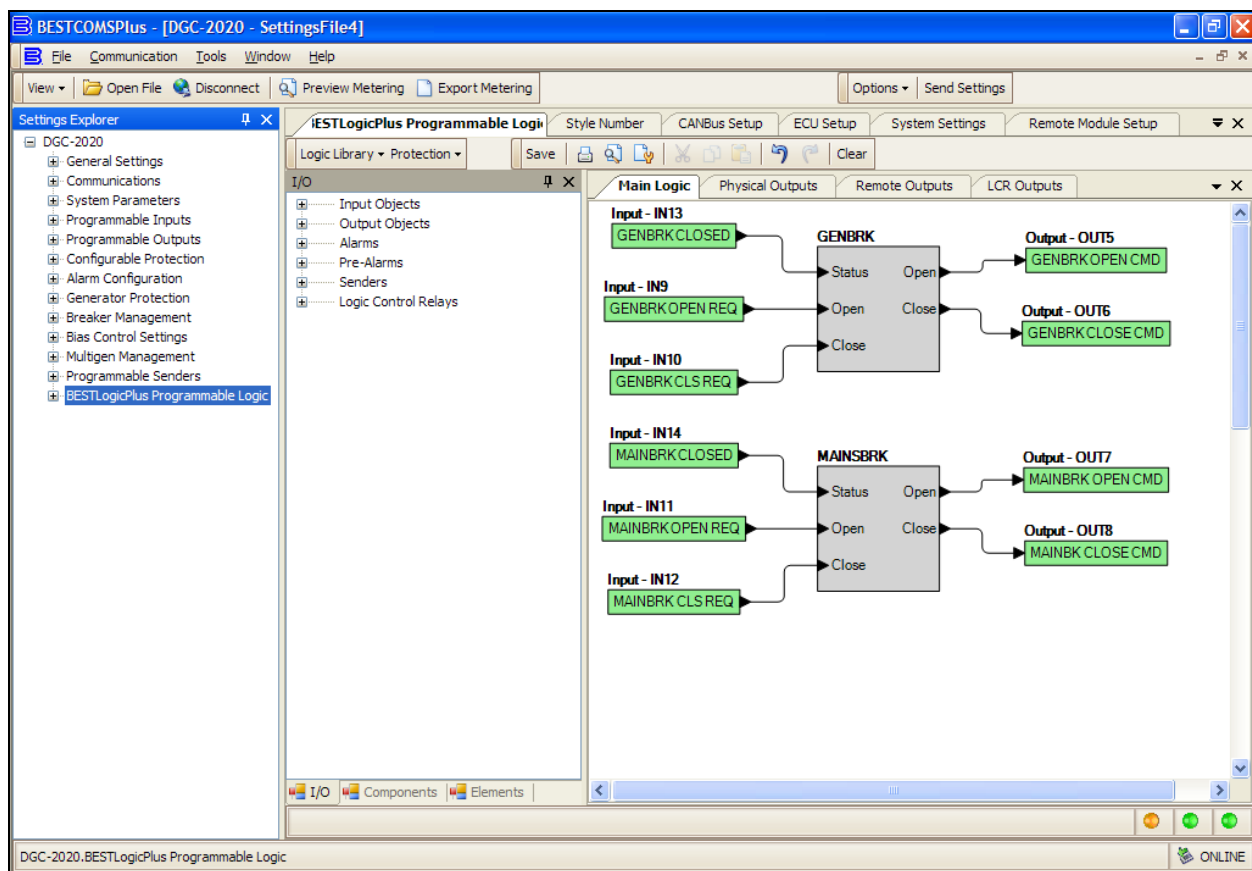 BESTCOMSPlus - [DGC-2020 - SettingsFile4]
File Communication Tools Window Help
View Open File Disconnect Preview Metering Export Metering Options Send Settings
Settings Explorer
DGC-2020
General Settings
Communications
System Parameters
Programmable Inputs
Programmable Outputs
Configurable Protection
Alarm Configuration
Generator Protection
Breaker Management
Bias Control Settings
Multigen Management
Programmable Senders
BESTLogicPlus Programmable Logic
ESTLogicPlus Programmable Logi Style Number CANBus Setup ECU Setup System Settings Remote Module Setup
Logic Library Protection Save Clear
I/O
Input Objects
Output Objects
Alarms
Pre-Alarms
Senders
Logic Control Relays
I/O Components Elements
Main Logic Physical Outputs Remote Outputs LCR Outputs
Input - IN13
GENBRK CLOSED
Input - IN9
GENBRK OPEN REQ
Input - IN10
GENBRK CLS REQ
GENBRK
Status Open
Open Close
Close
Output - OUT5
GENBRK OPEN CMD
Output - OUT6
GENBRK CLOSE CMD
Input - IN14
MAINBRK CLOSED
Input - IN11
MAINBRK OPEN REQ
Input - IN12
MAINBRK CLS REQ
MAINSBRK
Status Open
Open Close
Close
Output - OUT7
MAINBRK OPEN CMD
Output - OUT8
MAINBK CLOSE CMD
DGC-2020.BESTLogicPlus Programmable Logic ONLINE